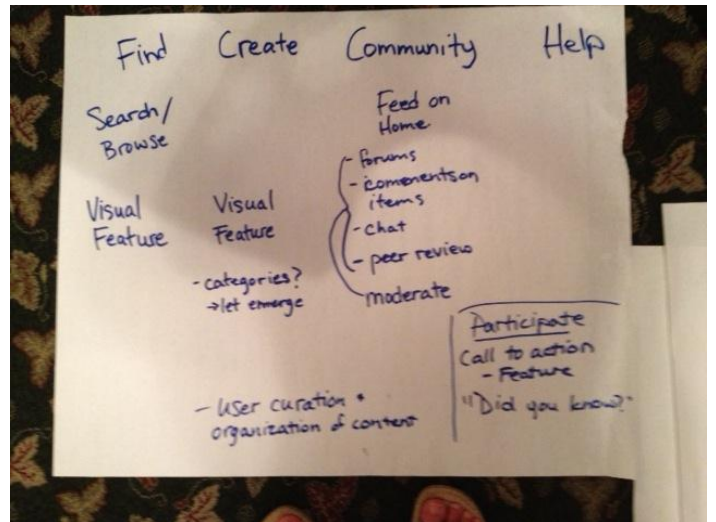 Find Create Community Help
Search/
Browse
Visual
Feature
Visual
Feature
- categories?
→ let emerge
- user curation +
organization of content
Feed on
Home
- forums
- comments on
items
- chat
- peer review
moderate
Participate
Call to action
- Feature
"Did you know?"